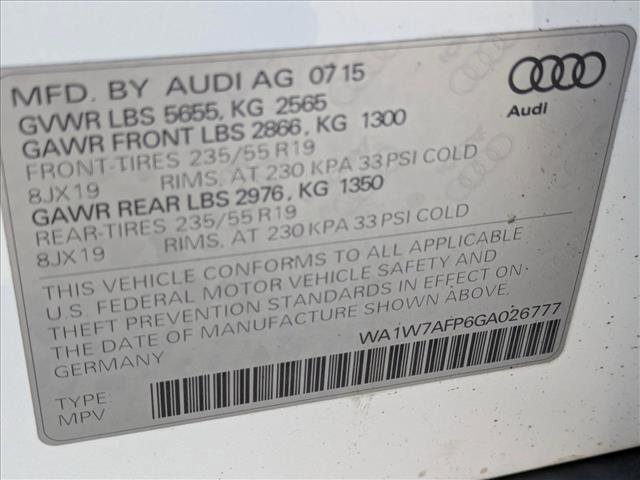 MFD. BY AUDI AG 07 15
GVWR LBS 5655, KG 2565
GAWR FRONT LBS 2866, KG 1300
FRONT-TIRES 235/55 R19
8JX19 RIMS, AT 230 KPA 33 PSI COLD
GAWR REAR LBS 2976, KG 1350
REAR-TIRES 235/55 R19
8JX19 RIMS, AT 230 KPA 33 PSI COLD
Audi
THIS VEHICLE CONFORMS TO ALL APPLICABLE
U.S. FEDERAL MOTOR VEHICLE SAFETY AND
THEFT PREVENTION STANDARDS IN EFFECT ON
THE DATE OF MANUFACTURE SHOWN ABOVE.
GERMANY WA1W7AFP6GA026777
TYPE:
MPV